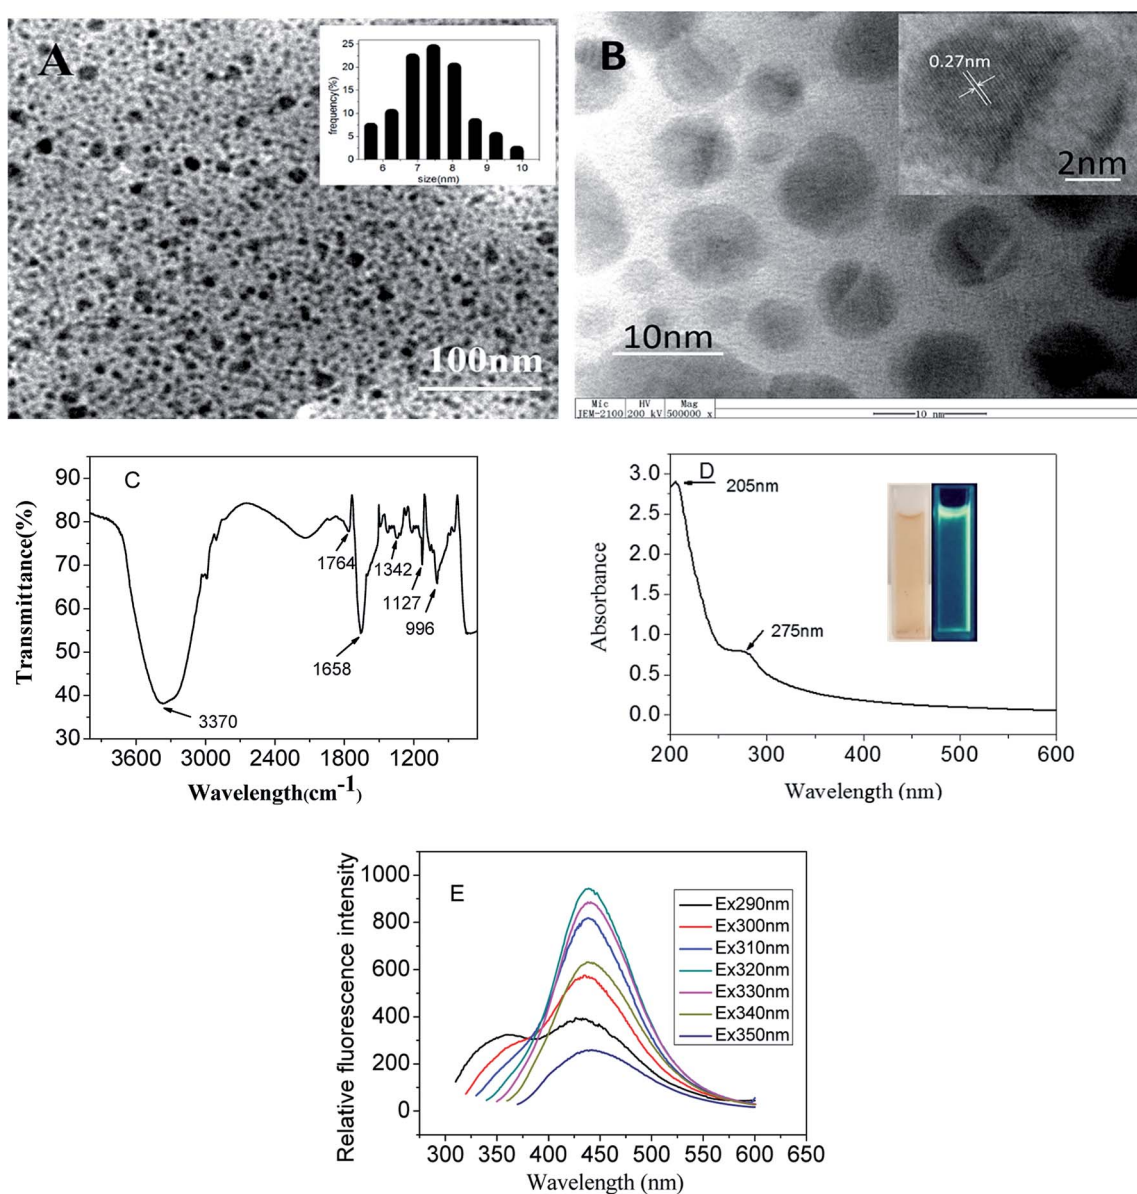 A
25
20
15
10
5
0
frequency(%)
6 7 8 9 10
size(nm)
100nm
B
0.27nm
2nm
10nm
Mic HV Mag
JEM-2100 200 kV 500000 x
10 nm
C
90
80
70
60
50
40
30
Transmittance(%)
1764
1342
1127
996
1658
3370
3600 3000 2400 1800 1200
Wavelength(cm-1)
D
3.0
2.5
2.0
1.5
1.0
0.5
0.0
Absorbance
205nm
275nm
200 300 400 500 600
Wavelength (nm)
E
1000
800
600
400
200
0
Relative fluorescence intensity
Ex290nm
Ex300nm
Ex310nm
Ex320nm
Ex330nm
Ex340nm
Ex350nm
300 350 400 450 500 550 600 650
Wavelength (nm)